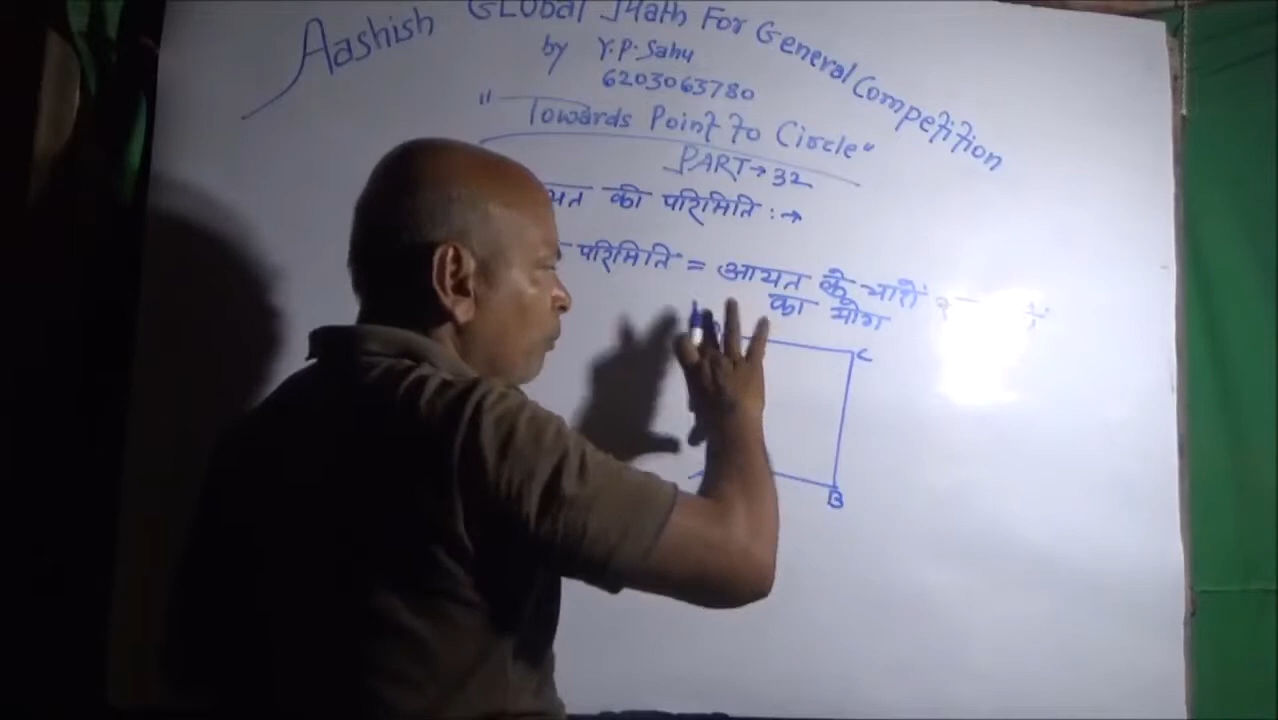 Aashish Global Math For General Competition
by Y.P. Sahu
6203063780
"Towards Point to Circle"
PART→32
की परिमिति :→
परिमिति = आयत के चारों
का योग
C
B